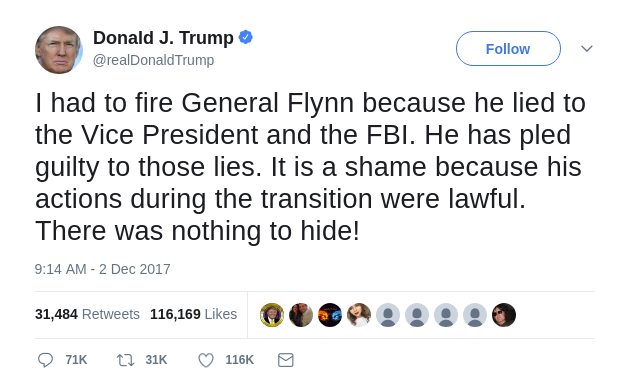 Donald J. Trump
@realDonaldTrump
Follow
I had to fire General Flynn because he lied to
the Vice President and the FBI. He has pled
guilty to those lies. It is a shame because his
actions during the transition were lawful.
There was nothing to hide!
9:14 AM - 2 Dec 2017
31,484 Retweets 116,169 Likes
71K 31K 116K